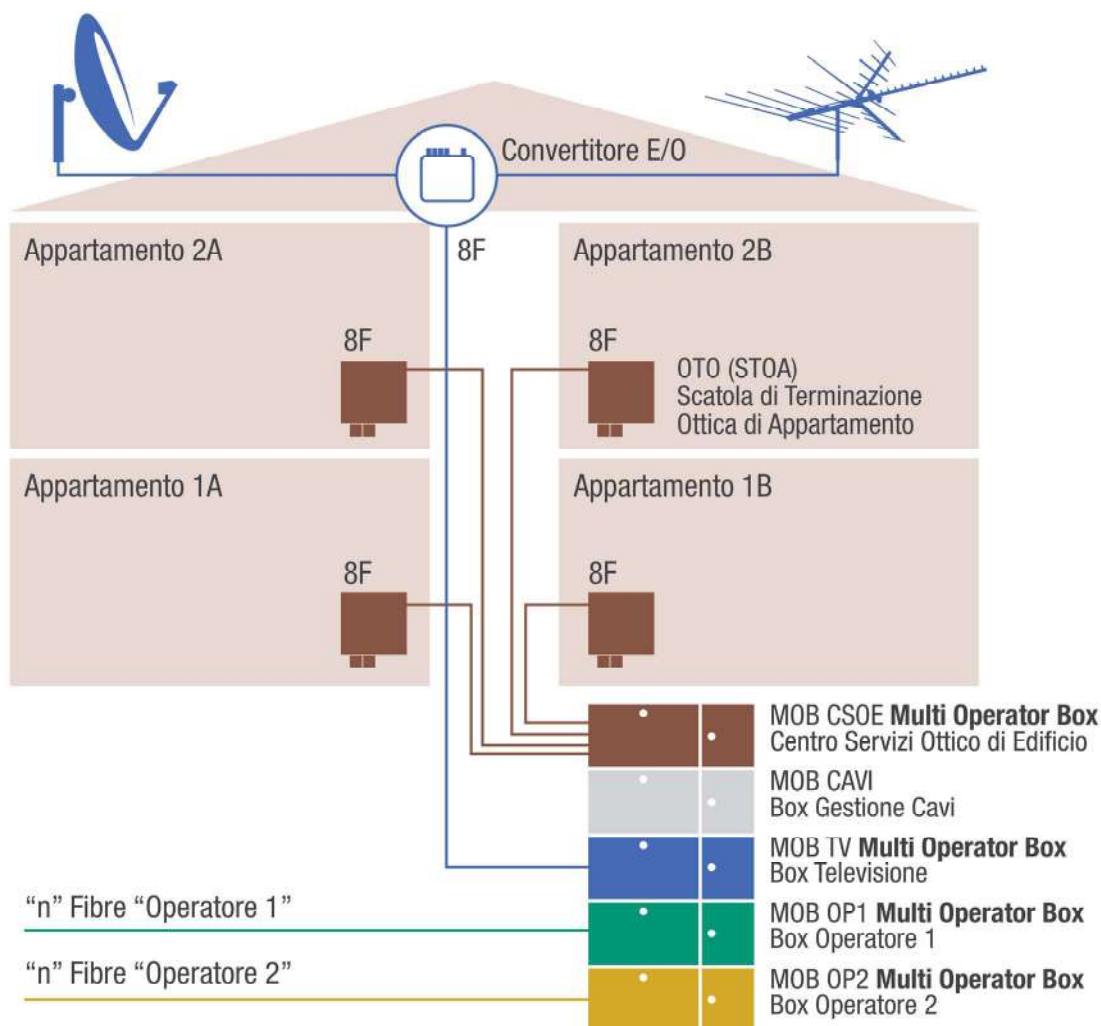 Convertitore E/O
Appartamento 2A
8F
Appartamento 2B
8F
8F
OTO (STOA)
Scatola di Terminazione
Ottica di Appartamento
Appartamento 1A
Appartamento 1B
8F
8F
MOB CSOE Multi Operator Box
Centro Servizi Ottico di Edificio
MOB CAVI
Box Gestione Cavi
MOB TV Multi Operator Box
Box Televisione
“n” Fibre “Operatore 1”
MOB OP1 Multi Operator Box
Box Operatore 1
“n” Fibre “Operatore 2”
MOB OP2 Multi Operator Box
Box Operatore 2